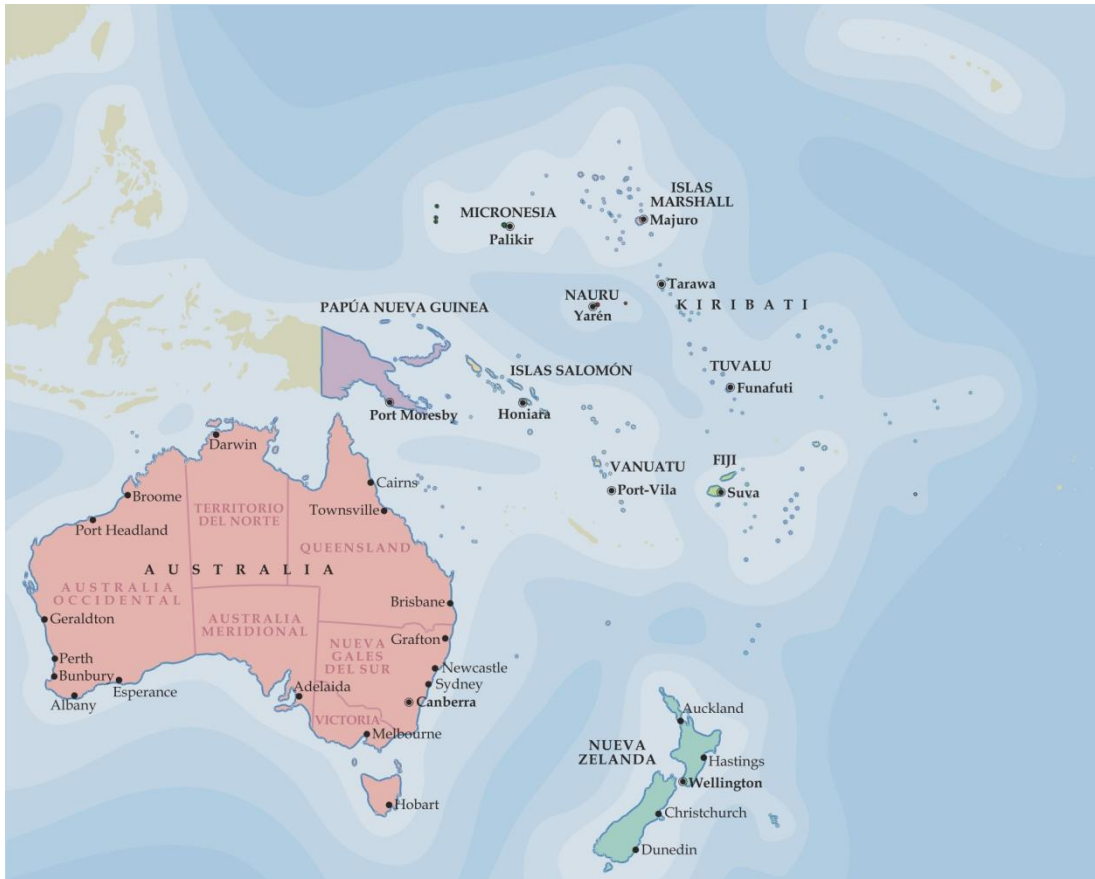 ISLAS
MARSHALL
Majuro
MICRONESIA
Palikir
Tarawa
KIRIBATI
NAURU
Yarén
PAPÚA NUEVA GUINEA
Port Moresby
ISLAS SALOMÓN
Honiara
TUVALU
Funafuti
VANUATU
Port-Vila
FIJI
Suva
Darwin
Broome
Port Headland
TERRITORIO
DEL NORTE
Cairns
Townsville
QUEENSLAND
AUSTRALIA
AUSTRALIA
OCCIDENTAL
Geraldton
AUSTRALIA
MERIDIONAL
Brisbane
Grafton
NUEVA
GALES
DEL SUR
Perth
Bunbury
Albany
Esperance
Adelaida
Newcastle
Sydney
Canberra
VICTORIA
Melbourne
Hobart
NUEVA
ZELANDA
Auckland
Hastings
Wellington
Christchurch
Dunedin